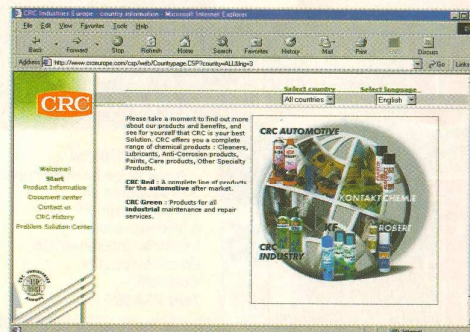 CRC Industries Europe - country information - Microsoft Internet Explorer
File Edit View Favorites Tools Help
Back Forward Stop Refresh Home Search Favorites History Mail Print Discuss
Address http://www.crceurope.com/csp/web/Countrypage.CSP?country=ALL&lng=3 Go Links
Select country Select language
All countries English
CRC
Please take a moment to find out more
about our products and benefits, and
see for yourself that CRC is your best
Solution. CRC offers you a complete
range of chemical products : Cleaners,
Lubricants, Anti-Corrosion products,
Paints, Care products, Other Specialty
Products.
CRC Red : A complete line of products
for the automotive after market.
CRC Green : Products for all
industrial maintenance and repair
services.
Welcome!
Start
Product Information
Document center
Contact us
CRC History
Problem Solution Center
CRC AUTOMOTIVE
KONTAKT CHEMIE
KF
ROBERT
CRC
INDUSTRY
CRC INDUSTRIES
EUROPE
Internet